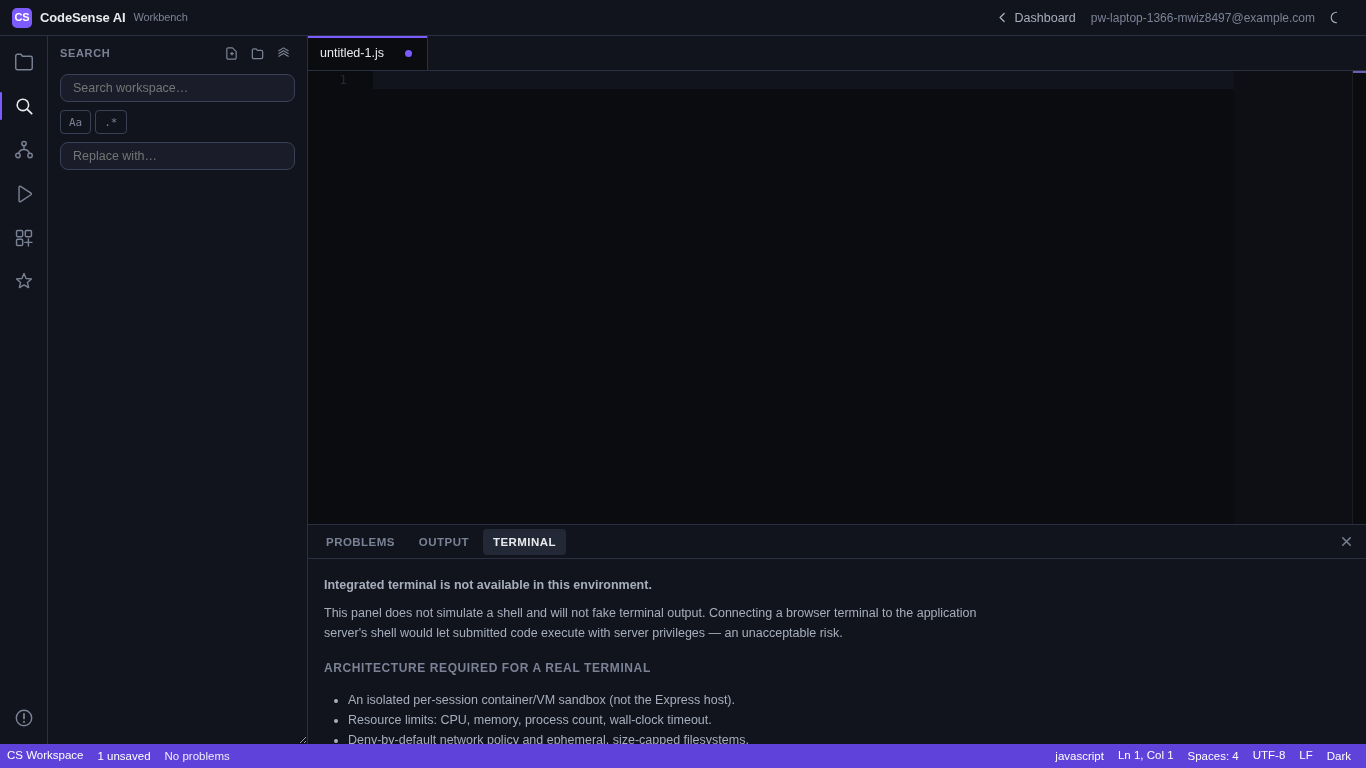 CS CodeSense AI Workbench
Dashboard pw-laptop-1366-mwiz8497@example.com
SEARCH
Search workspace…
Aa .*
Replace with…
untitled-1.js
1
PROBLEMS OUTPUT TERMINAL
Integrated terminal is not available in this environment.
This panel does not simulate a shell and will not fake terminal output. Connecting a browser terminal to the application
server's shell would let submitted code execute with server privileges — an unacceptable risk.
ARCHITECTURE REQUIRED FOR A REAL TERMINAL
• An isolated per-session container/VM sandbox (not the Express host).
• Resource limits: CPU, memory, process count, wall-clock timeout.
• Deny-by-default network policy and ephemeral, size-capped filesystems.
CS Workspace 1 unsaved No problems javascript Ln 1, Col 1 Spaces: 4 UTF-8 LF Dark